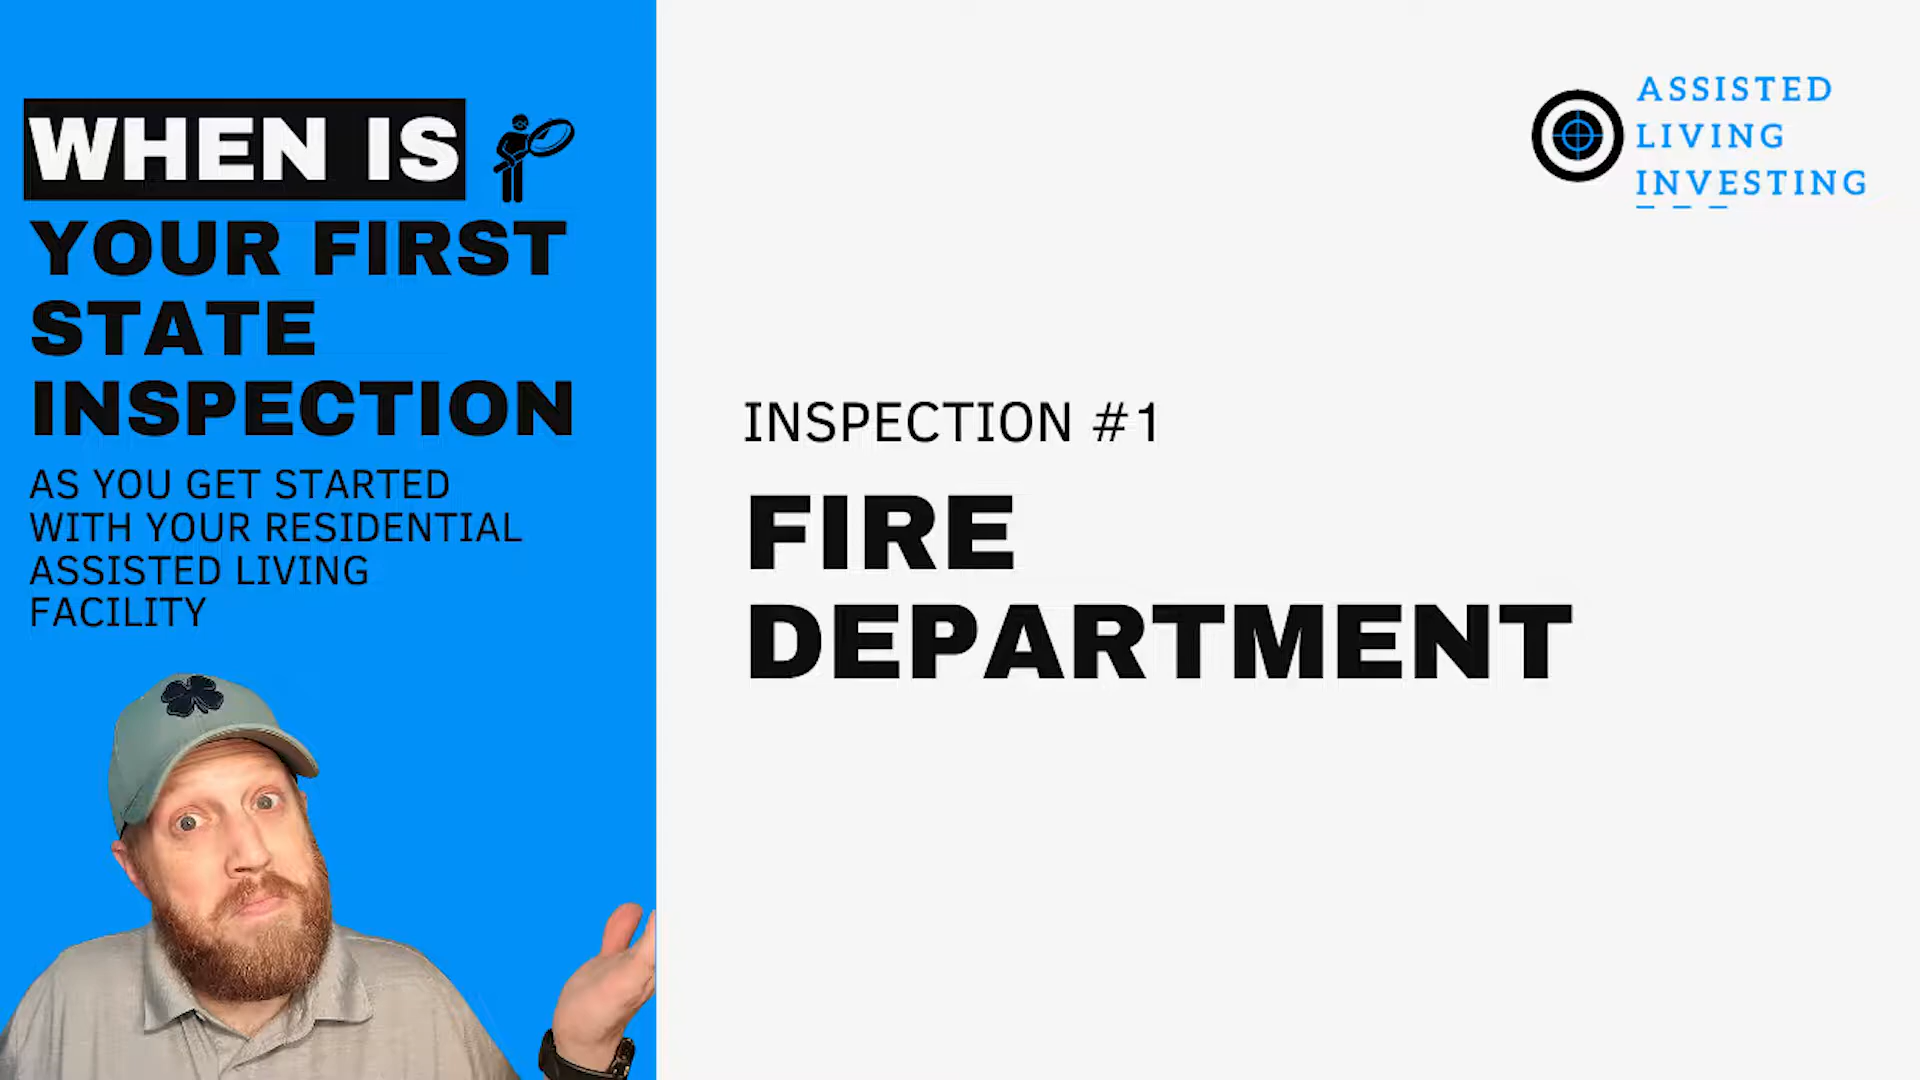 WHEN IS
YOUR FIRST
STATE
INSPECTION
AS YOU GET STARTED
WITH YOUR RESIDENTIAL
ASSISTED LIVING
FACILITY
ASSISTED
LIVING
INVESTING
INSPECTION #1
FIRE
DEPARTMENT